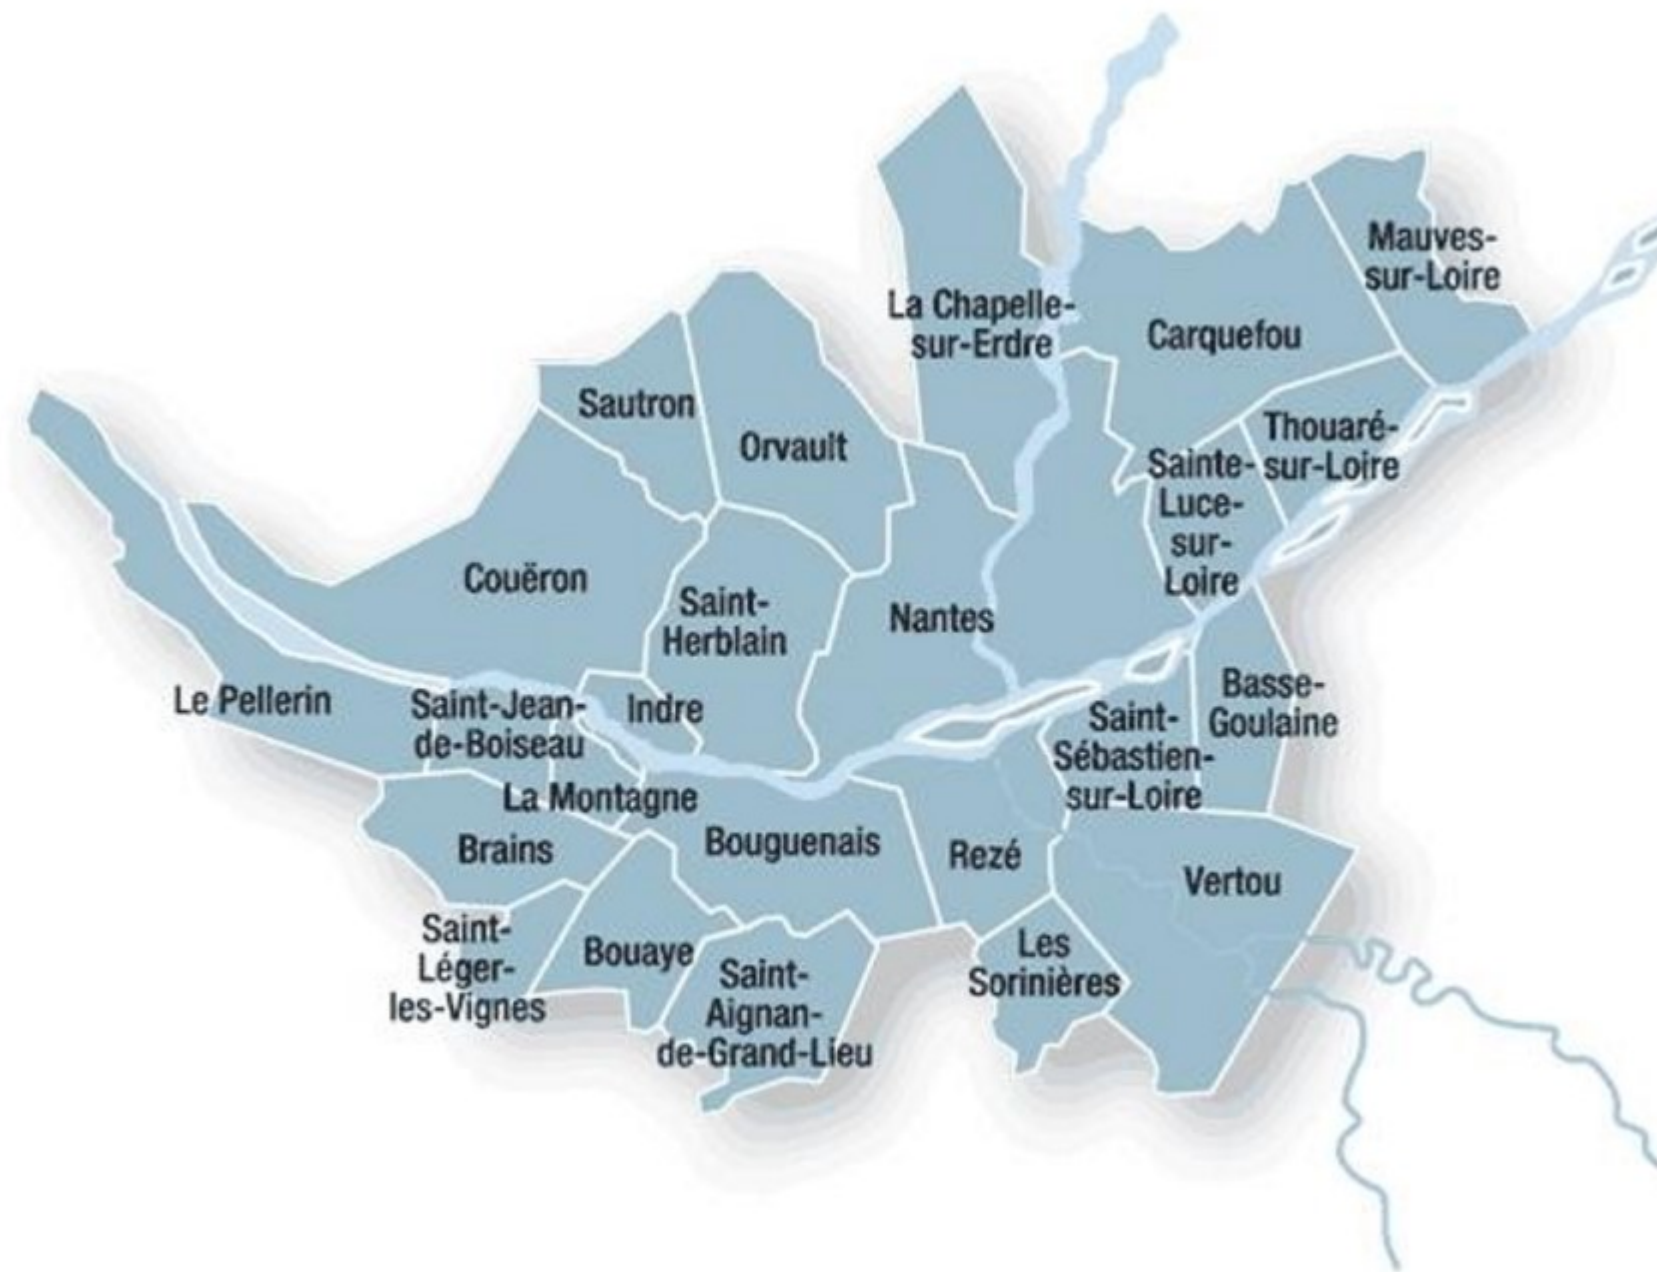 Mauves-
sur-Loire
La Chapelle-
sur-Erdre
Carquefou
Sautron
Orvault
Thouaré-
sur-Loire
Sainte-
Luce-
sur-
Loire
Couëron
Saint-
Herblain
Nantes
Le Pellerin
Saint-Jean-
de-Boiseau
Indre
Basse-
Goulaine
Saint-
Sébastien-
sur-Loire
La Montagne
Brains
Bouguenais
Rezé
Vertou
Saint-
Léger-
les-Vignes
Bouaye
Saint-
Aignan-
de-Grand-Lieu
Les
Sorinières